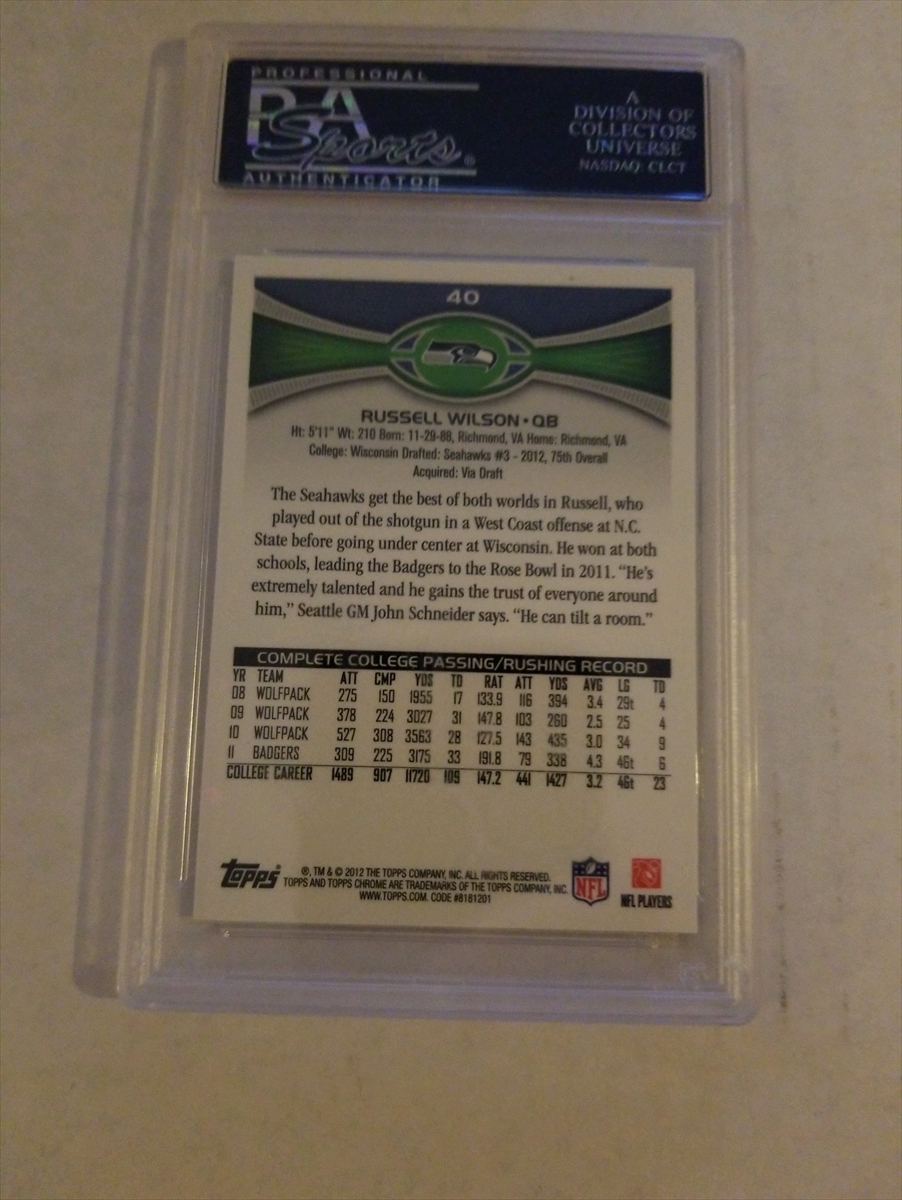 PROFESSIONAL
PSA
Sports®
AUTHENTICATOR
A
DIVISION OF
COLLECTORS
UNIVERSE
NASDAQ: CLCT
40
RUSSELL WILSON • QB
Ht: 5'11" Wt: 210 Born: 11-29-88, Richmond, VA Home: Richmond, VA
College: Wisconsin Drafted: Seahawks #3 - 2012, 75th Overall
Acquired: Via Draft
The Seahawks get the best of both worlds in Russell, who
played out of the shotgun in a West Coast offense at N.C.
State before going under center at Wisconsin. He won at both
schools, leading the Badgers to the Rose Bowl in 2011. “He's
extremely talented and he gains the trust of everyone around
him,” Seattle GM John Schneider says. “He can tilt a room.”
COMPLETE COLLEGE PASSING/RUSHING RECORD
YR TEAM ATT CMP YDS TD RAT ATT YDS AVG LG TD
08 WOLFPACK 275 150 1955 17 133.9 116 394 3.4 29t 4
09 WOLFPACK 378 224 3027 31 147.8 103 260 2.5 25 4
10 WOLFPACK 527 308 3563 28 127.5 143 435 3.0 34 9
11 BADGERS 309 225 3175 33 191.8 79 338 4.3 46t 6
COLLEGE CAREER 1489 907 11720 109 147.2 441 1427 3.2 46t 23
Topps
®, TM & © 2012 THE TOPPS COMPANY, INC. ALL RIGHTS RESERVED.
TOPPS AND TOPPS CHROME ARE TRADEMARKS OF THE TOPPS COMPANY, INC.
WWW.TOPPS.COM. CODE #8181201
NFL
NFL PLAYERS